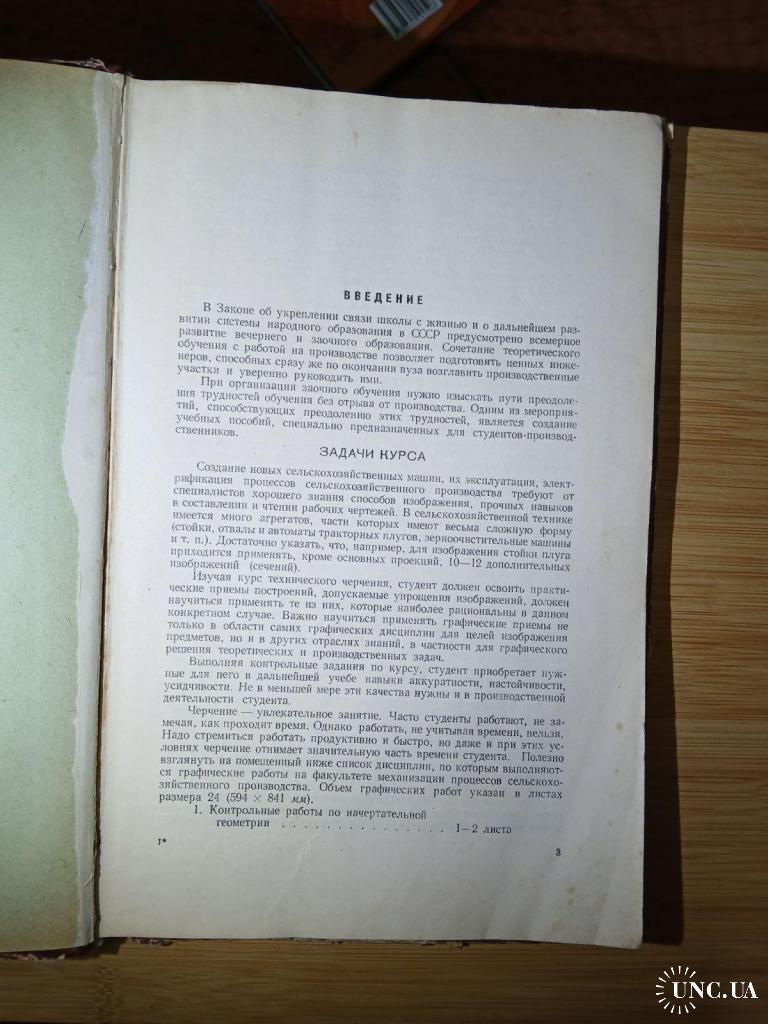 ВВЕДЕНИЕ
В Законе об укреплении связи школы с жизнью и о дальнейшем раз-
витии системы народного образования в СССР предусмотрено всемерное
развитие вечернего и заочного образования. Сочетание теоретического
обучения с работой на производстве позволяет подготовить ценных инже-
неров, способных сразу же по окончании вуза возглавить производственные
участки и уверенно руководить ими.
При организации заочного обучения нужно изыскать пути преодоле-
ния трудностей обучения без отрыва от производства. Одним из мероприя-
тий, способствующих преодолению этих трудностей, является создание
учебных пособий, специально предназначенных для студентов-производ-
ственников.
ЗАДАЧИ КУРСА
Создание новых сельскохозяйственных машин, их эксплуатация, элект-
рификация процессов сельскохозяйственного производства требуют от
специалистов хорошего знания способов изображения, прочных навыков
в составлении и чтении рабочих чертежей. В сельскохозяйственной технике
имеется много агрегатов, части которых имеют весьма сложную форму
(стойки, отвалы и автоматы тракторных плугов, зерноочистительные машины
и т. п.). Достаточно указать, что, например, для изображения стойки плуга
приходится применять, кроме основных проекций, 10—12 дополнительных
изображений (сечений).
Изучая курс технического черчения, студент должен освоить практи-
ческие приемы построений, допускаемые упрощения изображений, должен
научиться применять те из них, которые наиболее рациональны в данном
конкретном случае. Важно научиться применять графические приемы не
только в области самих графических дисциплин для целей изображения
предметов, но и в других отраслях знаний, в частности для графического
решения теоретических и производственных задач.
Выполняя контрольные задания по курсу, студент приобретает нуж-
ные для него в дальнейшей учебе навыки аккуратности, настойчивости,
усидчивости. Не в меньшей мере эти качества нужны и в производственной
деятельности студента.
Черчение — увлекательное занятие. Часто студенты работают, не за-
мечая, как проходит время. Однако работать, не учитывая времени, нельзя.
Надо стремиться работать продуктивно и быстро, но даже и при этих ус-
ловиях черчение отнимает значительную часть времени студента. Полезно
взглянуть на помещенный ниже список дисциплин, по которым выполняют-
ся графические работы на факультете механизации процессов сельскохо-
зяйственного производства. Объем графических работ указан в листах
размера 24 (594 × 841 мм).
1. Контрольные работы по начертательной
геометрии . . . . . . . . . . . . . . . 1—2 листа
1*
3
UNC.UA